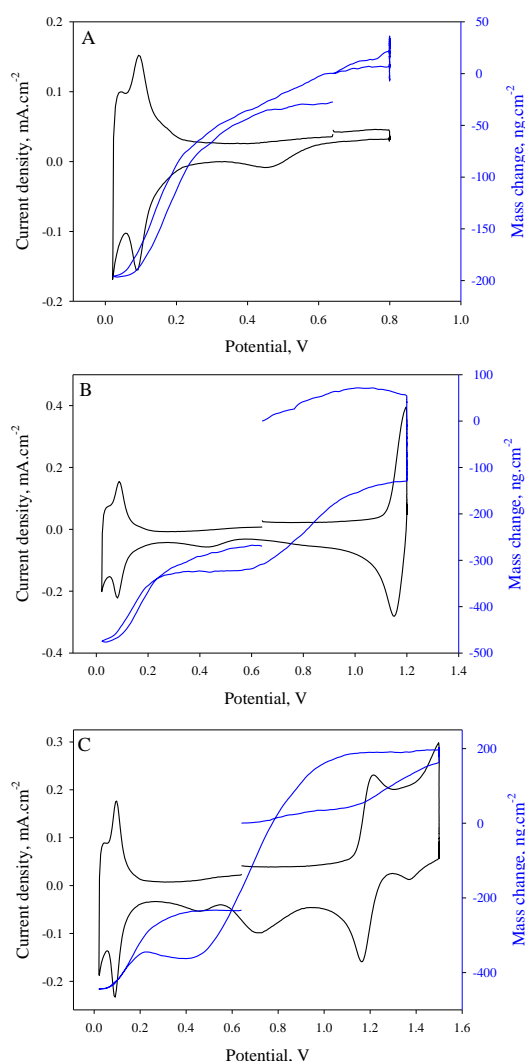 A
Current density, mA.cm-2
0.2
0.1
0.0
-0.1
-0.2
50
0
-50
-100
-150
-200
Mass change, ng.cm-2
0.0 0.2 0.4 0.6 0.8 1.0
Potential, V
B
Current density, mA.cm-2
0.4
0.2
0.0
-0.2
-0.4
100
0
-100
-200
-300
-400
-500
Mass change, ng.cm-2
0.0 0.2 0.4 0.6 0.8 1.0 1.2 1.4
Potential, V
C
Current density, mA.cm-2
0.3
0.2
0.1
0.0
-0.1
-0.2
200
0
-200
-400
Mass change, ng.cm-2
0.0 0.2 0.4 0.6 0.8 1.0 1.2 1.4 1.6
Potential, V